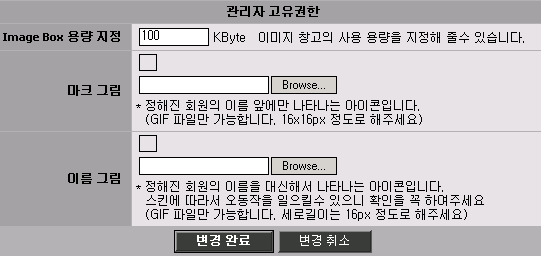 관리자 고유권한
Image Box 용량 지정 100 KByte 이미지 창고의 사용 용량을 지정해 줄수 있습니다.
마크 그림
Browse...
* 정해진 회원의 이름 앞에만 나타나는 아이콘입니다.
(GIF 파일만 가능합니다. 16x16px 정도로 해주세요)
이름 그림
Browse...
* 정해진 회원의 이름을 대신해서 나타나는 아이콘입니다.
스킨에 따라서 오동작을 일으킬수 있으니 확인을 꼭 하여주세요
(GIF 파일만 가능합니다. 세로길이는 16px 정도로 해주세요)
변경 완료 변경 취소